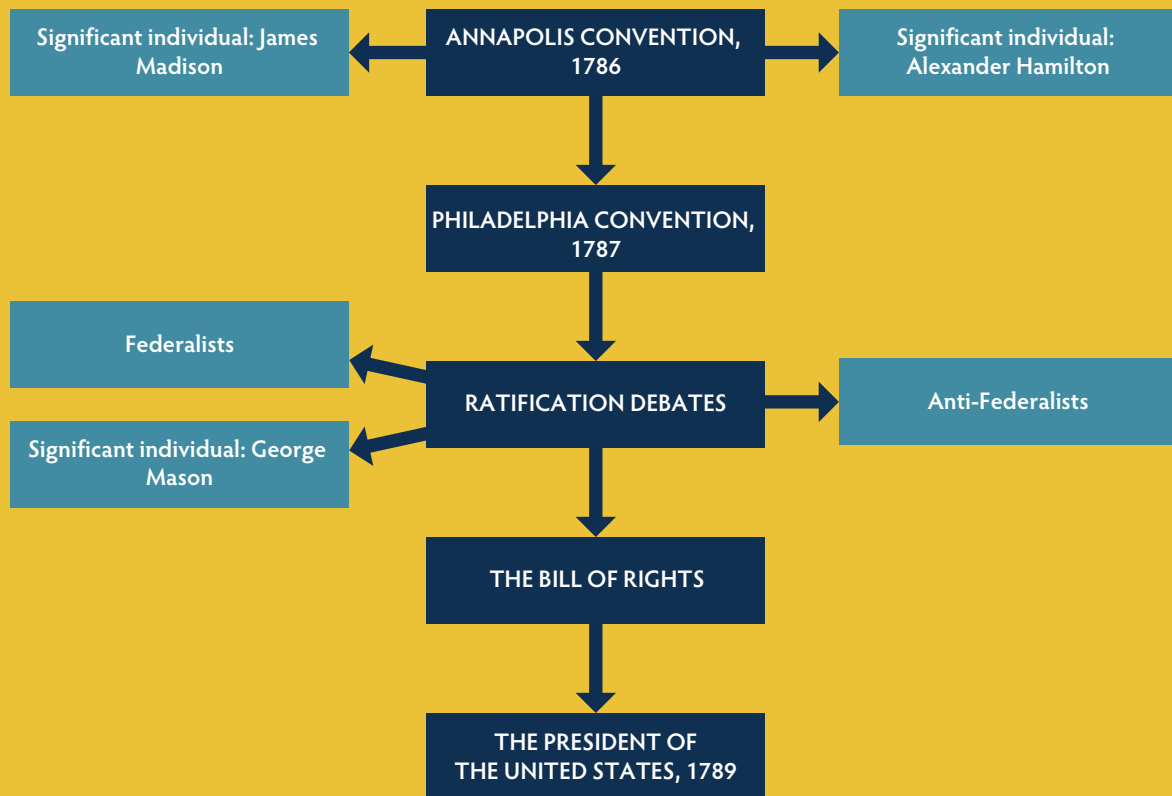 Significant individual: James
Madison
ANNAPOLIS CONVENTION,
1786
Significant individual:
Alexander Hamilton
PHILADELPHIA CONVENTION,
1787
Federalists
Significant individual: George
Mason
RATIFICATION DEBATES
Anti-Federalists
THE BILL OF RIGHTS
THE PRESIDENT OF
THE UNITED STATES, 1789